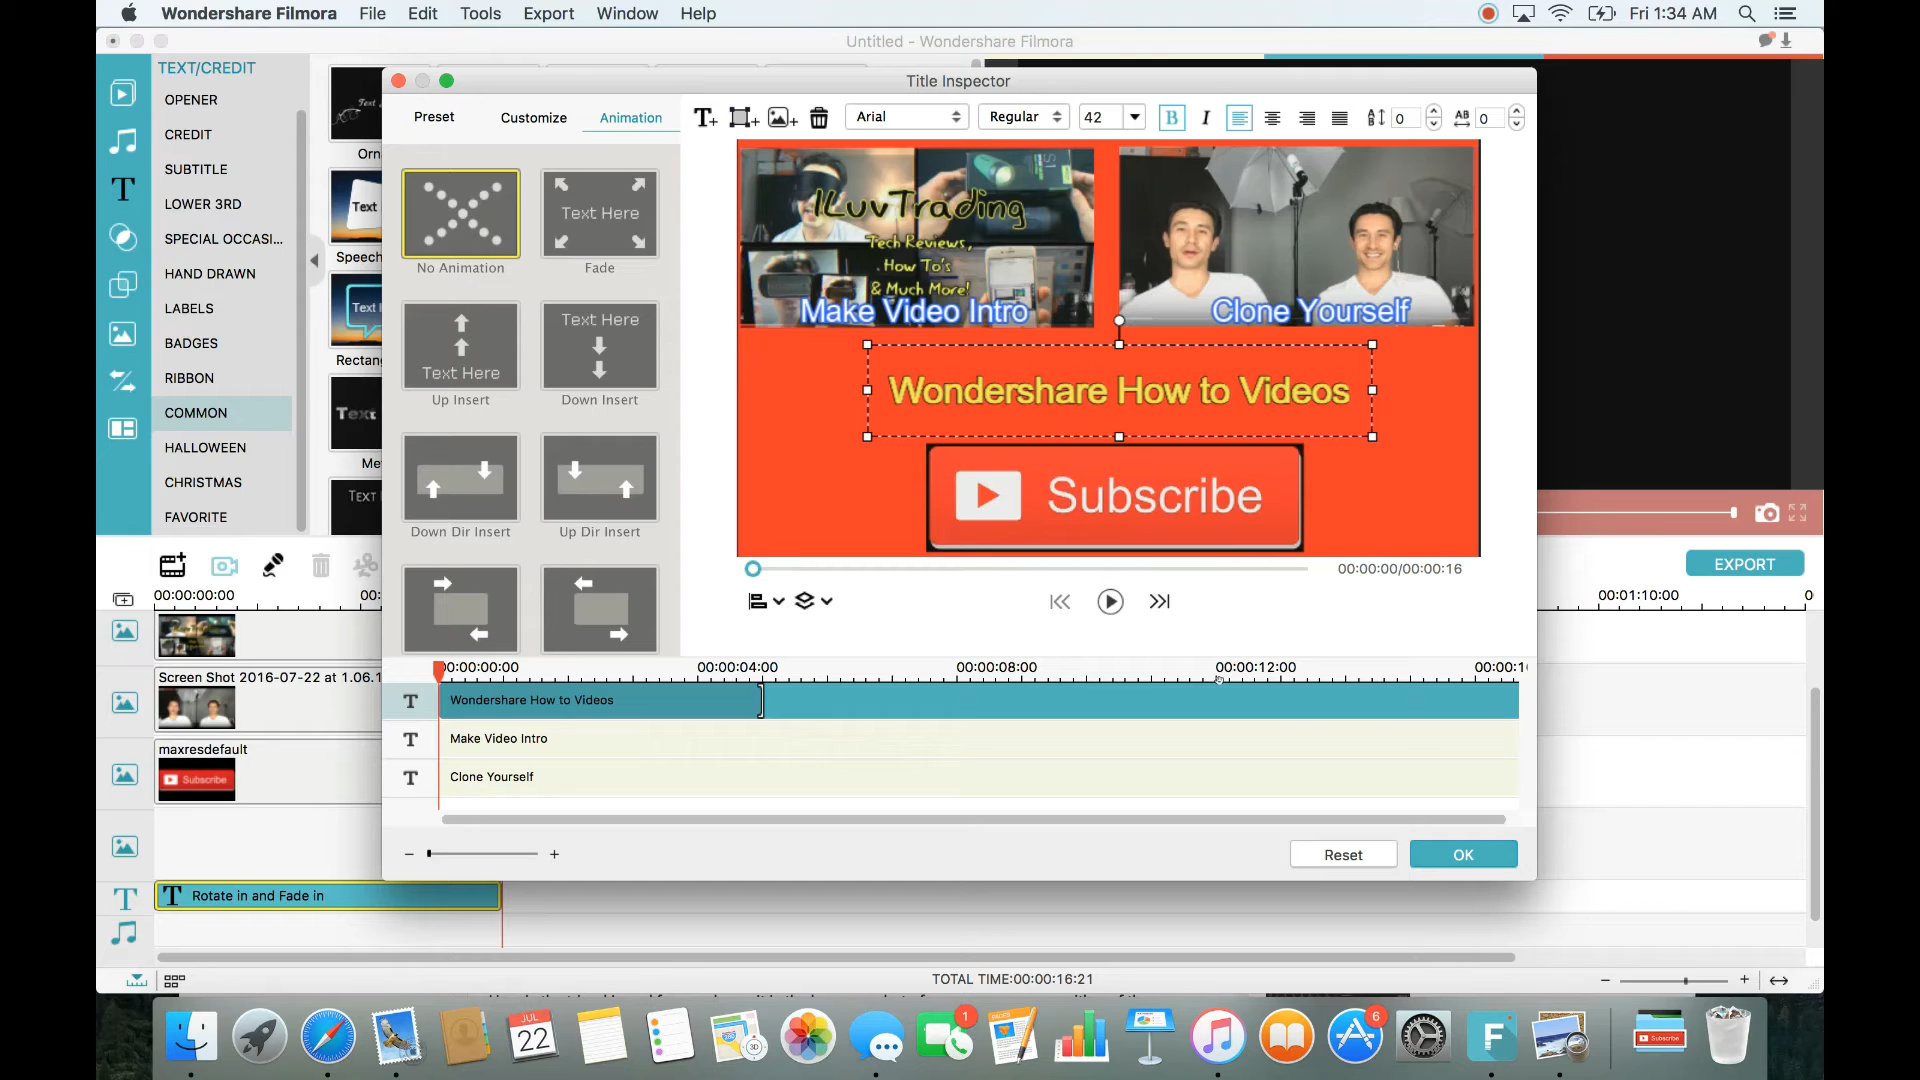 Wondershare Filmora File Edit Tools Export Window Help
Fri 1:34 AM
Untitled - Wondershare Filmora
TEXT/CREDIT
OPENER
CREDIT
SUBTITLE
LOWER 3RD
SPECIAL OCCASI...
HAND DRAWN
LABELS
BADGES
RIBBON
COMMON
HALLOWEEN
CHRISTMAS
FAVORITE
Text
Text
Text
TEXT
Title Inspector
Preset Customize Animation
Arial Regular 42 B I 0 AB 0
No Animation
Text Here
Fade
Text Here
Up Insert
Text Here
Down Insert
Down Dir Insert
Up Dir Insert
ILuvTrading
Tech Reviews,
How To's
& Much More!
Make Video Intro
Clone Yourself
Wondershare How to Videos
Subscribe
00:00:00/00:00:16
00:00:00:00 00:00:04:00 00:00:08:00 00:00:12:00
Wondershare How to Videos
Make Video Intro
Clone Yourself
Reset OK
EXPORT
00:00:00:00
00:01:10:00
Screen Shot 2016-07-22 at 1.06.1
maxresdefault
Subscribe
Rotate in and Fade in
TOTAL TIME:00:00:16:21
JUL
22
3D
1
PAGES
6
F
Subscribe